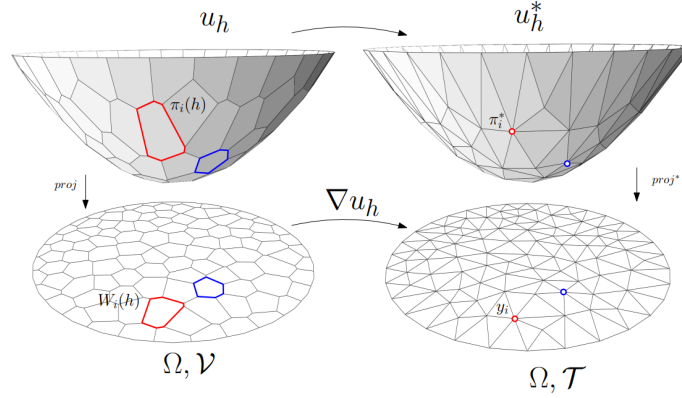 u_h
u_h^*
π_i(h)
π_i^*
proj
proj*
∇u_h
W_i(h)
y_i
Ω, 𝒱
Ω, 𝒯